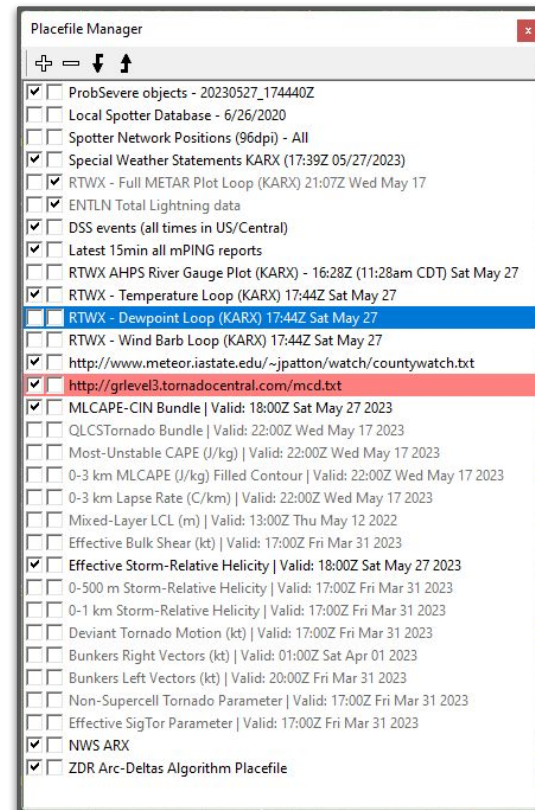 Placefile Manager
x
ProbSevere objects - 20230527_174440Z
Local Spotter Database - 6/26/2020
Spotter Network Positions (96dpi) - All
Special Weather Statements KARX (17:39Z 05/27/2023)
RTWX - Full METAR Plot Loop (KARX) 21:07Z Wed May 17
ENTLN Total Lightning data
DSS events (all times in US/Central)
Latest 15min all mPING reports
RTWX AHPS River Gauge Plot (KARX) - 16:28Z (11:28am CDT) Sat May 27
RTWX - Temperature Loop (KARX) 17:44Z Sat May 27
RTWX - Dewpoint Loop (KARX) 17:44Z Sat May 27
RTWX - Wind Barb Loop (KARX) 17:44Z Sat May 27
http://www.meteor.iastate.edu/~jpatton/watch/countywatch.txt
http://grlevel3.tornadocentral.com/mcd.txt
MLCAPE-CIN Bundle | Valid: 18:00Z Sat May 27 2023
QLCSTornado Bundle | Valid: 22:00Z Wed May 17 2023
Most-Unstable CAPE (J/kg) | Valid: 22:00Z Wed May 17 2023
0-3 km MLCAPE (J/kg) Filled Contour | Valid: 22:00Z Wed May 17 2023
0-3 km Lapse Rate (C/km) | Valid: 22:00Z Wed May 17 2023
Mixed-Layer LCL (m) | Valid: 13:00Z Thu May 12 2022
Effective Bulk Shear (kt) | Valid: 17:00Z Fri Mar 31 2023
Effective Storm-Relative Helicity | Valid: 18:00Z Sat May 27 2023
0-500 m Storm-Relative Helicity | Valid: 17:00Z Fri Mar 31 2023
0-1 km Storm-Relative Helicity | Valid: 17:00Z Fri Mar 31 2023
Deviant Tornado Motion (kt) | Valid: 17:00Z Fri Mar 31 2023
Bunkers Right Vectors (kt) | Valid: 01:00Z Sat Apr 01 2023
Bunkers Left Vectors (kt) | Valid: 20:00Z Fri Mar 31 2023
Non-Supercell Tornado Parameter | Valid: 17:00Z Fri Mar 31 2023
Effective SigTor Parameter | Valid: 17:00Z Fri Mar 31 2023
NWS ARX
ZDR Arc-Deltas Algorithm Placefile